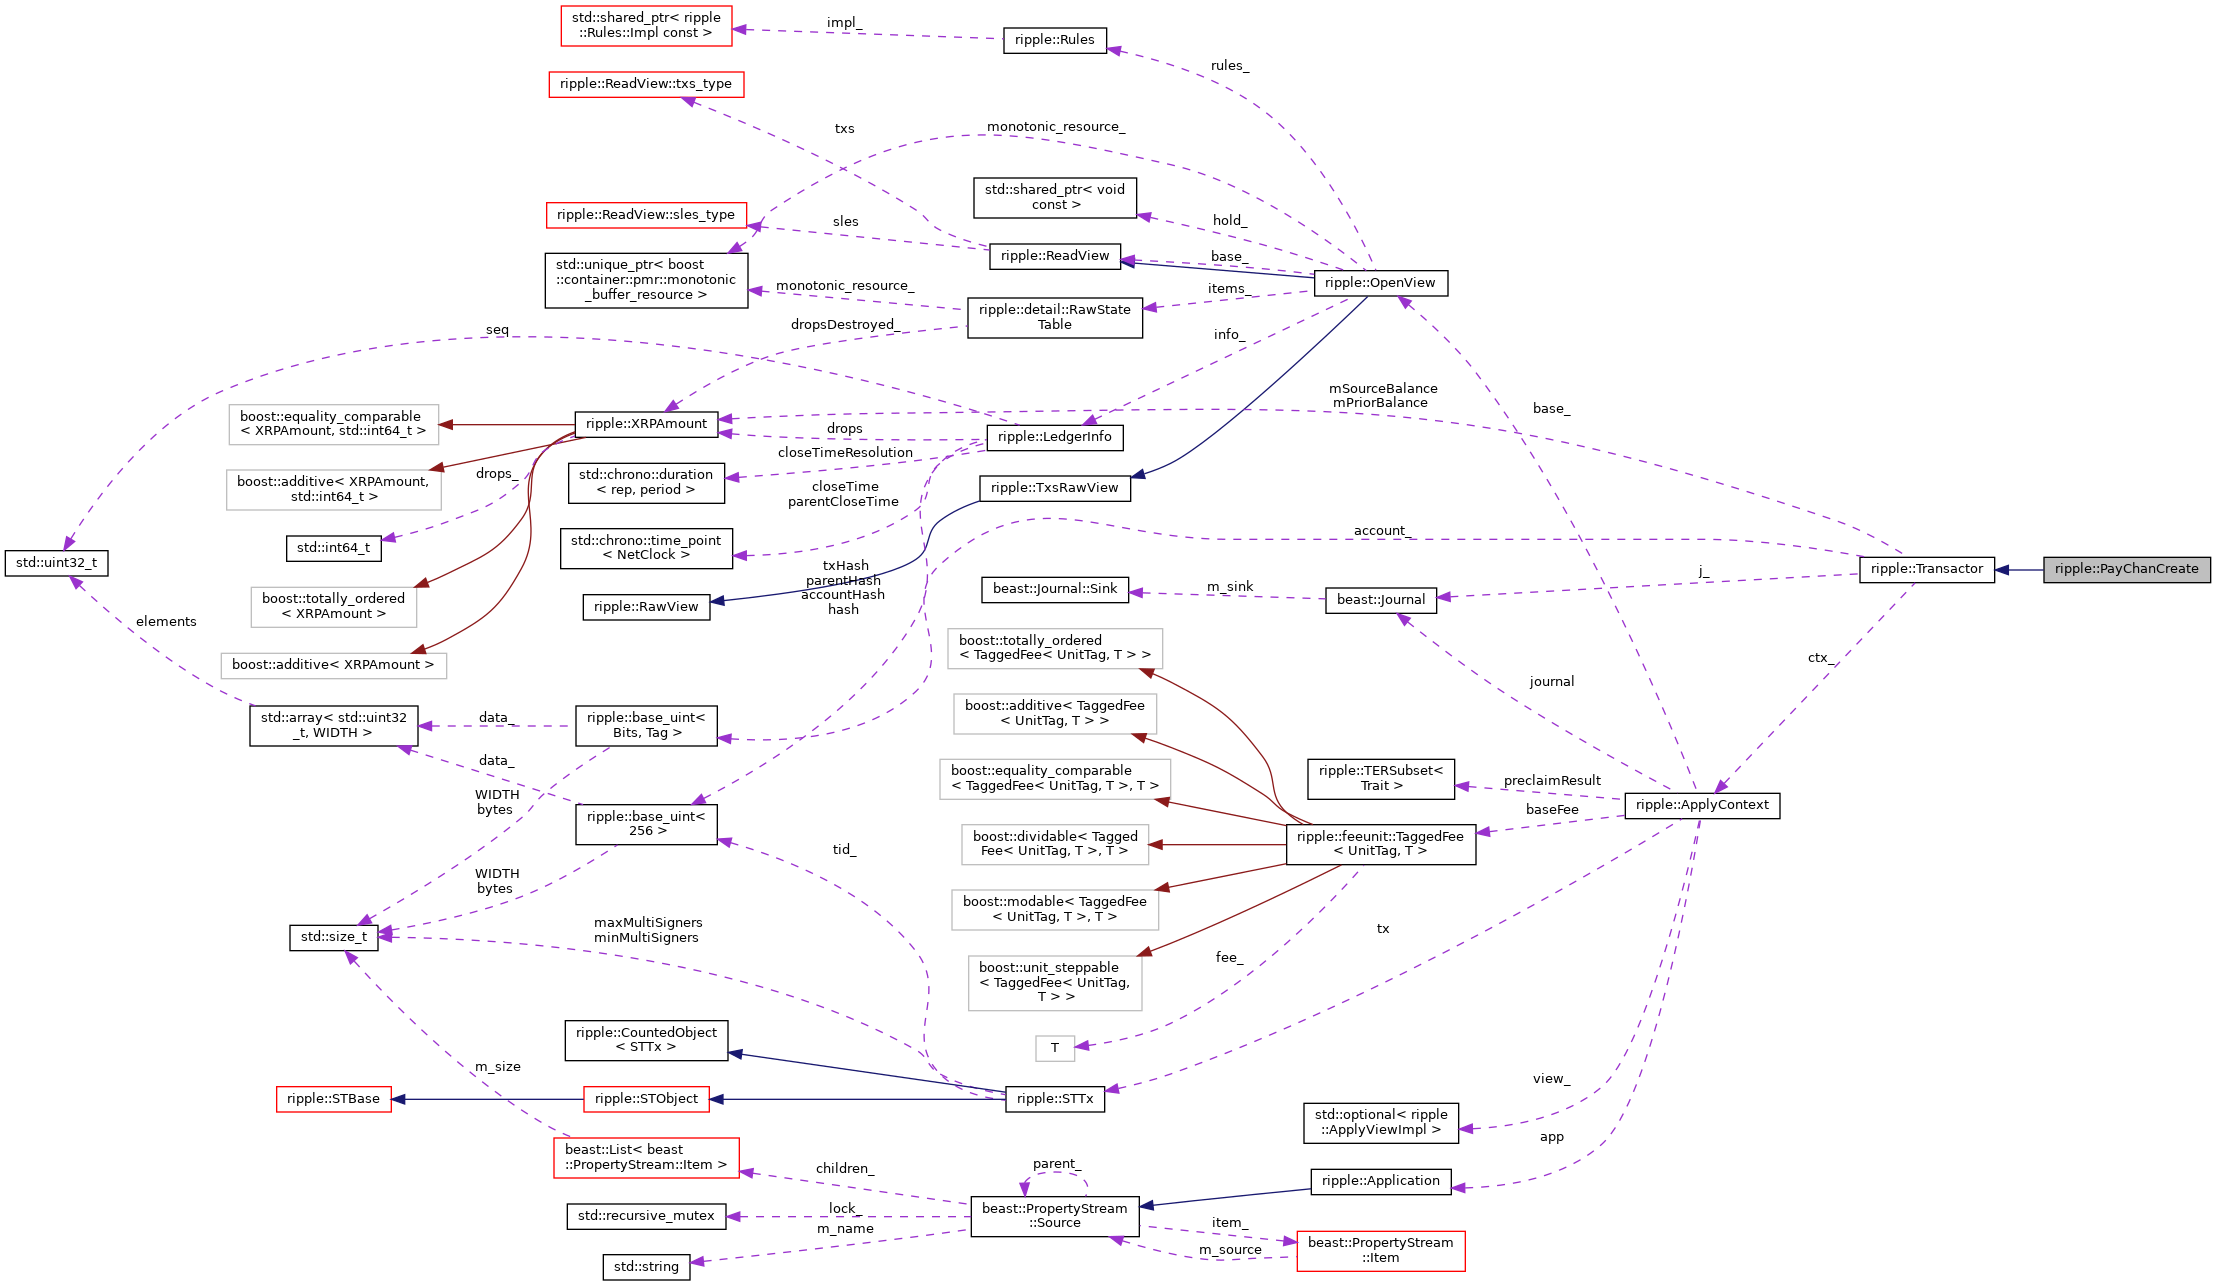 std::shared_ptr< ripple
::Rules::Impl const >
impl_
ripple::Rules
rules_
ripple::ReadView::txs_type
txs
monotonic_resource_
std::shared_ptr< void
const >
hold_
ripple::ReadView::sles_type
sles
ripple::ReadView
base_
std::unique_ptr< boost
::container::pmr::monotonic
_buffer_resource >
monotonic_resource_
ripple::detail::RawState
Table
items_
ripple::OpenView
dropsDestroyed_
info_
seq
mSourceBalance
mPriorBalance
base_
boost::equality_comparable
< XRPAmount, std::int64_t >
ripple::XRPAmount
drops
ripple::LedgerInfo
closeTimeResolution
boost::additive< XRPAmount,
std::int64_t >
drops_
std::chrono::duration
< rep, period >
closeTime
parentCloseTime
ripple::TxsRawView
std::int64_t
std::chrono::time_point
< NetClock >
account_
std::uint32_t
txHash
parentHash
accountHash
hash
ripple::Transactor
ripple::PayChanCreate
j_
boost::totally_ordered
< XRPAmount >
ripple::RawView
beast::Journal::Sink
m_sink
beast::Journal
elements
boost::additive< XRPAmount >
boost::totally_ordered
< TaggedFee< UnitTag, T > >
ctx_
journal
std::array< std::uint32
_t, WIDTH >
data_
ripple::base_uint<
Bits, Tag >
boost::additive< TaggedFee
< UnitTag, T > >
data_
boost::equality_comparable
< TaggedFee< UnitTag, T >, T >
ripple::TERSubset<
Trait >
preclaimResult
WIDTH
bytes
ripple::base_uint<
256 >
baseFee
ripple::ApplyContext
boost::dividable< Tagged
Fee< UnitTag, T >, T >
ripple::feeunit::TaggedFee
< UnitTag, T >
tid_
WIDTH
bytes
boost::modable< TaggedFee
< UnitTag, T >, T >
std::size_t
maxMultiSigners
minMultiSigners
tx
boost::unit_steppable
< TaggedFee< UnitTag,
T > >
fee_
ripple::CountedObject
< STTx >
T
m_size
view_
ripple::STBase
ripple::STObject
ripple::STTx
std::optional< ripple
::ApplyViewImpl >
app
beast::List< beast
::PropertyStream::Item >
children_
parent_
ripple::Application
std::recursive_mutex
lock_
beast::PropertyStream
::Source
m_name
item_
std::string
m_source
beast::PropertyStream
::Item